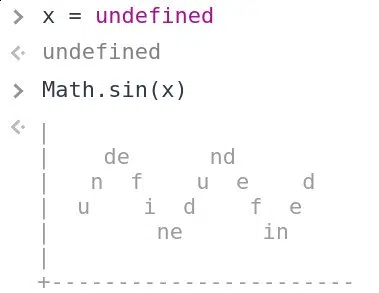 > x = undefined
<· undefined
> Math.sin(x)
<· |
|    de      nd
|   n  f    u  e    d
|  u    i  d    f  e
|        ne      in
|
+-----------------------